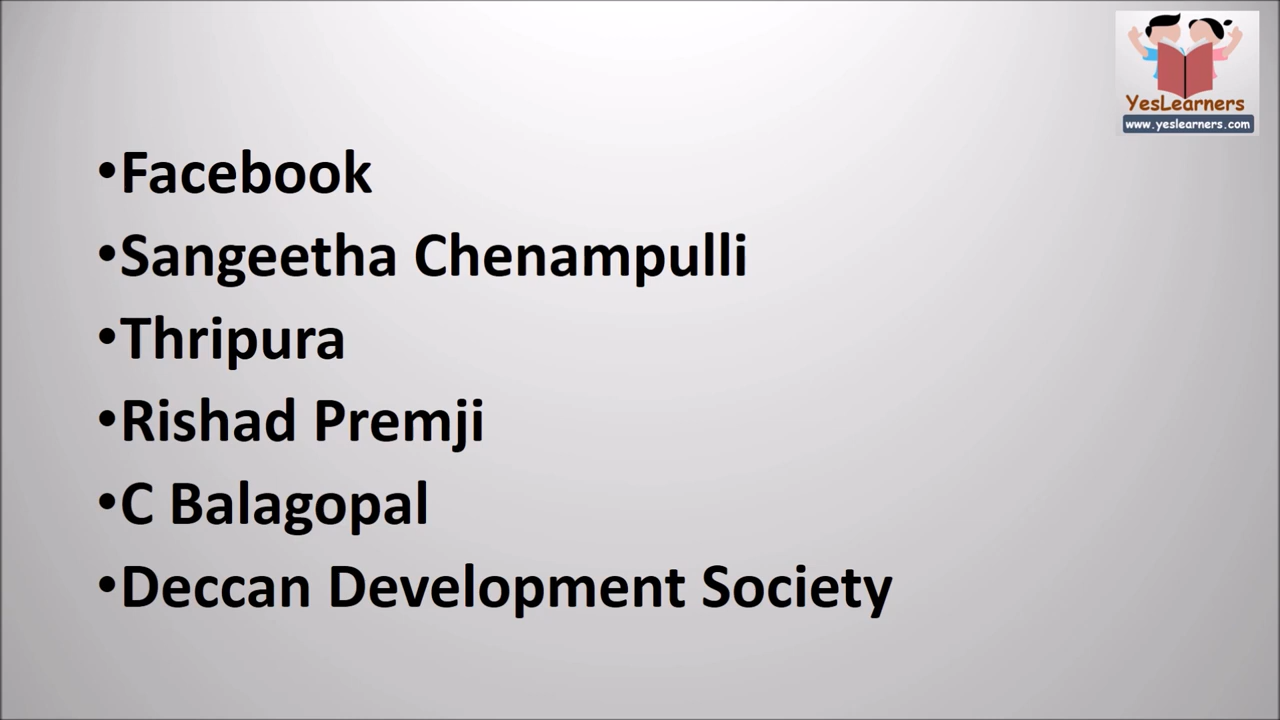 YesLearners
www.yeslearners.com
•Facebook
•Sangeetha Chenampulli
•Thripura
•Rishad Premji
•C Balagopal
•Deccan Development Society